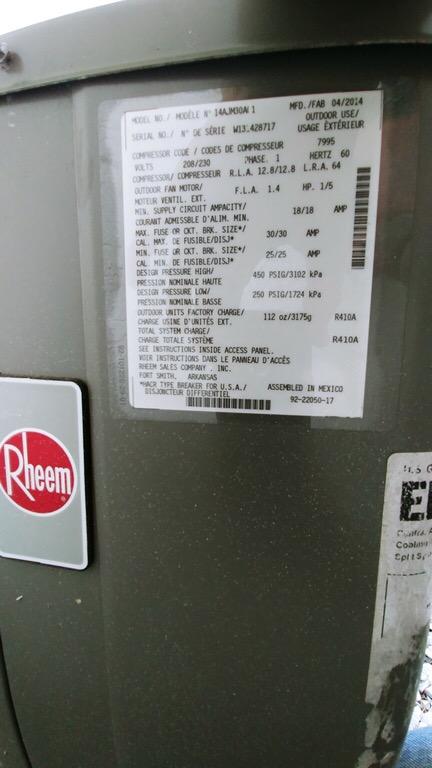 MODEL NO./ MODÈLE N° 14AJM30A 1 MFD./FAB 04/2014
OUTDOOR USE/
SERIAL NO./ N° DE SÉRIE USAGE EXTÉRIEUR
COMPRESSOR CODE / CODES DE COMPRESSEUR 7995
VOLTS 208/230 PHASE. 1 HERTZ 60
COMPRESSOR/ COMPRESSEUR R.L.A. 12.8/12.8 L.R.A. 64
OUTDOOR FAN MOTOR/ F.L.A. 1.4 HP. 1/5
MOTEUR VENTIL. EXT.
MIN. SUPPLY CIRCUIT AMPACITY/ 18/18 AMP
COURANT ADMISSBLE D'ALIM. MIN.
MAX. FUSE OR CKT. BRK. SIZE*/ 30/30 AMP
CAL. MAX. DE FUSIBLE/DISJ*
MIN. FUSE OR CKT. BRK. SIZE*/ 25/25 AMP
CAL. MIN. DE FUSIBLE/DISJ*
DESIGN PRESSURE HIGH/ 450 PSIG/3102 kPa
PRESSION NOMINALE HAUTE
DESIGN PRESSURE LOW/ 250 PSIG/1724 kPa
PRESSION NOMINALE BASSE
OUTDOOR UNITS FACTORY CHARGE/ 112 oz/3175g R410A
CHARGE USINE D'UNITÉS EXT.
TOTAL SYSTEM CHARGE/ R410A
CHARGE TOTALE SYSTÈME
SEE INSTRUCTIONS INSIDE ACCESS PANEL.
VOIR INSTRUCTIONS DANS LE PANNEAU D'ACCÈS
RHEEM SALES COMPANY , INC.
FORT SMITH, ARKANSAS
*HACR TYPE BREAKER FOR U.S.A./ ASSEMBLED IN MEXICO
DISJONCTEUR DIFFERENTIEL 92-22050-17
Rheem
U.S G